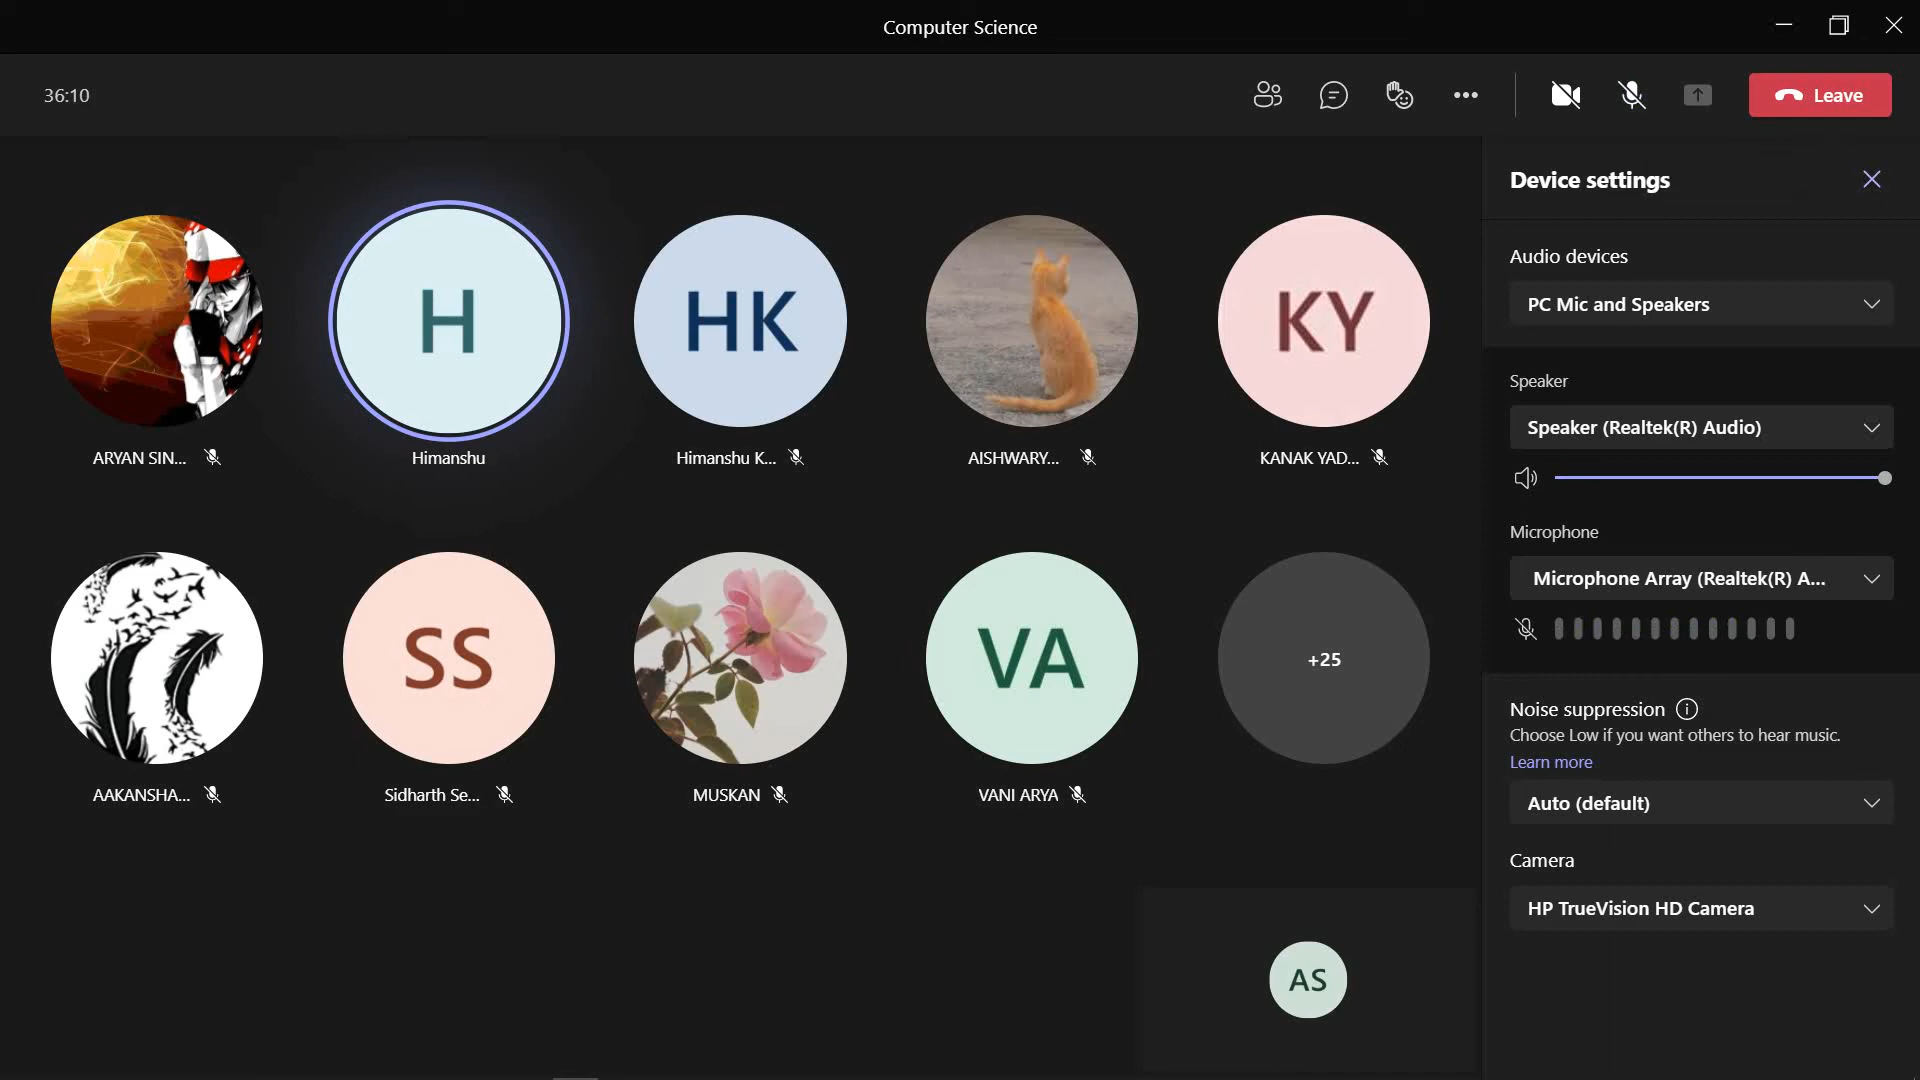 Computer Science
36:10
Leave
H
HK
KY
ARYAN SIN...
Himanshu
Himanshu K...
AISHWARY...
KANAK YAD...
SS
VA
+25
AAKANSHA...
Sidharth Se...
MUSKAN
VANI ARYA
AS
Device settings
Audio devices
PC Mic and Speakers
Speaker
Speaker (Realtek(R) Audio)
Microphone
Microphone Array (Realtek(R) A...
Noise suppression
Choose Low if you want others to hear music.
Learn more
Auto (default)
Camera
HP TrueVision HD Camera